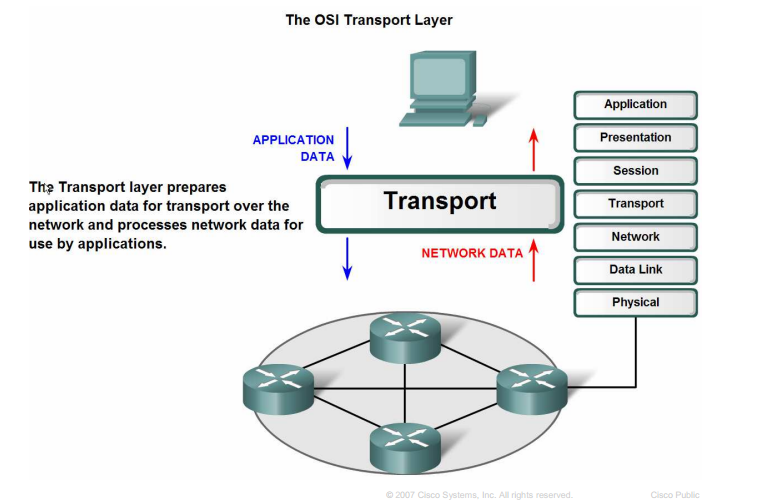 The OSI Transport Layer
APPLICATION
DATA
The Transport layer prepares
application data for transport over the
network and processes network data for
use by applications.
Transport
NETWORK DATA
Application
Presentation
Session
Transport
Network
Data Link
Physical
© 2007 Cisco Systems, Inc. All rights reserved.
Cisco Public